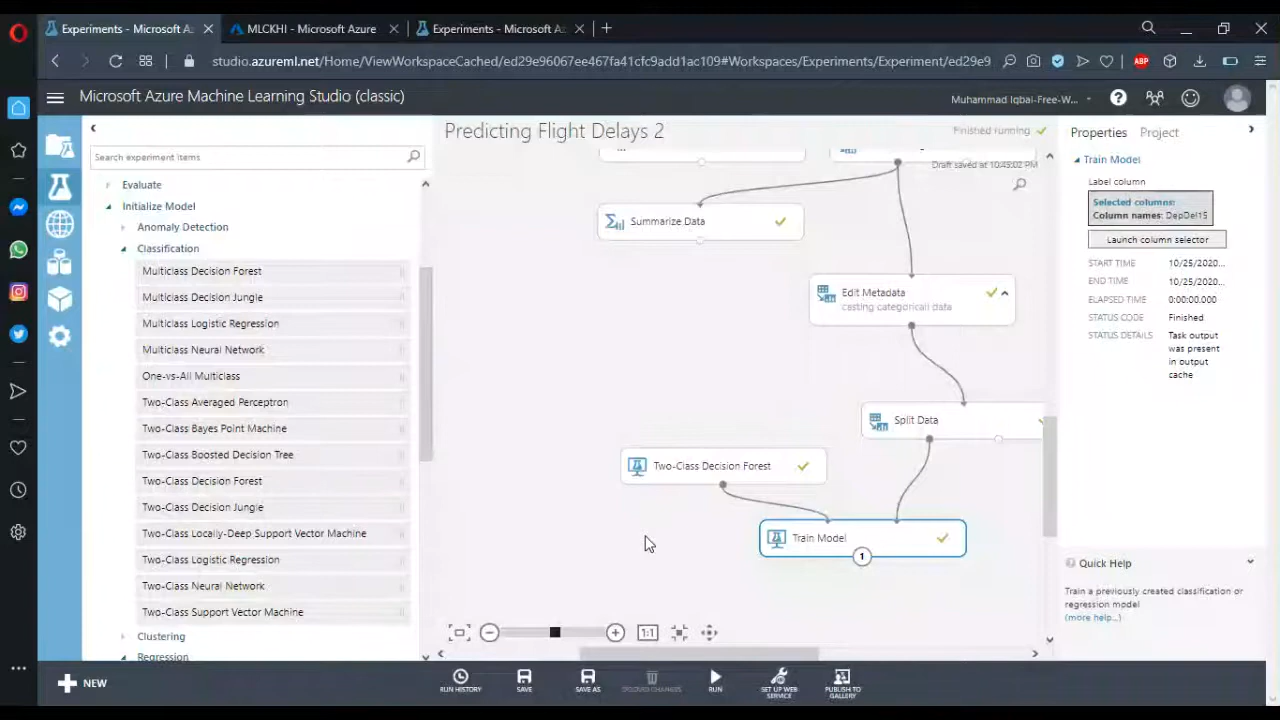 Experiments - Microsoft Az
MLCKHI - Microsoft Azure
Experiments - Microsoft Az
studio.azureml.net/Home/ViewWorkspaceCached/ed29e96067ee467fa41cfc9add1ac109#Workspaces/Experiments/Experiment/ed29e9
ABP
Microsoft Azure Machine Learning Studio (classic)
Muhammad Iqbal-Free-W...
Search experiment items
Evaluate
Initialize Model
Anomaly Detection
Classification
Multiclass Decision Forest
Multiclass Decision Jungle
Multiclass Logistic Regression
Multiclass Neural Network
One-vs-All Multiclass
Two-Class Averaged Perceptron
Two-Class Bayes Point Machine
Two-Class Boosted Decision Tree
Two-Class Decision Forest
Two-Class Decision Jungle
Two-Class Locally-Deep Support Vector Machine
Two-Class Logistic Regression
Two-Class Neural Network
Two-Class Support Vector Machine
Clustering
Regression
Predicting Flight Delays 2
Finished running
Draft saved at 10:45:02 PM
Summarize Data
Edit Metadata
casting categoricall data
Split Data
Two-Class Decision Forest
Train Model
1
1:1
Properties
Project
Train Model
Label column
Selected columns:
Column names: DepDel15
Launch column selector
START TIME 10/25/2020...
END TIME 10/25/2020...
ELAPSED TIME 0:00:00.000
STATUS CODE Finished
STATUS DETAILS Task output
was present
in output
cache
Quick Help
Train a previously created classification or
regression model
(more help...)
NEW
RUN HISTORY
SAVE
SAVE AS
DISCARD CHANGES
RUN
SET UP WEB
SERVICE
PUBLISH TO
GALLERY